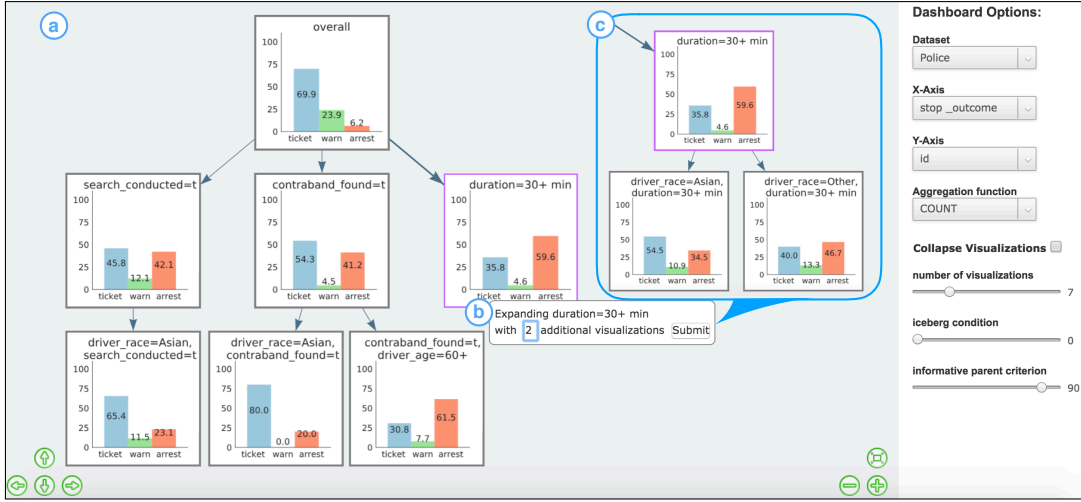 a
overall
100
75
50
25
0
69.9
23.9
6.2
ticket warn arrest
search_conducted=t
100
75
50
25
0
45.8
12.1
42.1
ticket warn arrest
contraband_found=t
100
75
50
25
0
54.3
4.5
41.2
ticket warn arrest
duration=30+ min
100
75
50
25
0
35.8
4.6
59.6
ticket warn arrest
driver_race=Asian,
search_conducted=t
100
75
50
25
0
65.4
11.5
23.1
ticket warn arrest
driver_race=Asian,
contraband_found=t
100
75
50
25
0
80.0
0.0
20.0
ticket warn arrest
contraband_found=t,
driver_age=60+
100
75
50
25
0
30.8
7.7
61.5
ticket warn arrest
b
Expanding duration=30+ min
with 2 additional visualizations Submit
c
duration=30+ min
100
75
50
25
0
35.8
4.6
59.6
ticket warn arrest
driver_race=Asian,
duration=30+ min
100
75
50
25
0
54.5
10.9
34.5
ticket warn arrest
driver_race=Other,
duration=30+ min
100
75
50
25
0
40.0
13.3
46.7
ticket warn arrest
Dashboard Options:
Dataset
Police
X-Axis
stop _outcome
Y-Axis
id
Aggregation function
COUNT
Collapse Visualizations
number of visualizations
7
iceberg condition
0
informative parent criterion
90